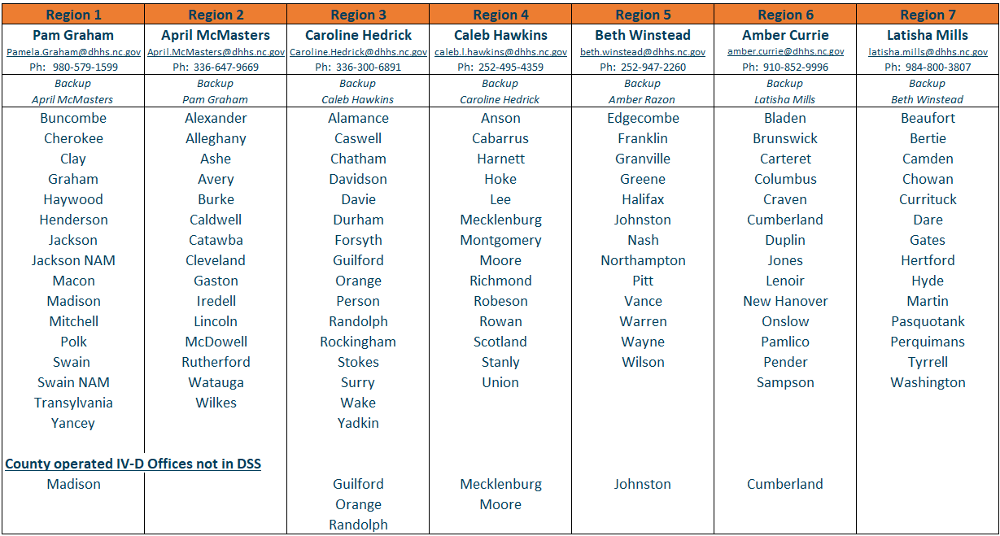 Region 1 Region 2 Region 3 Region 4 Region 5 Region 6 Region 7
Pam Graham April McMasters Caroline Hedrick Caleb Hawkins Beth Winstead Amber Currie Latisha Mills
Pamela.Graham@dhhs.nc.gov April.McMasters@dhhs.nc.gov Caroline.Hedrick@dhhs.nc.gov caleb.l.hawkins@dhhs.nc.gov beth.winstead@dhhs.nc.gov amber.currie@dhhs.nc.gov latisha.mills@dhhs.nc.gov
Ph: 980-579-1599 Ph: 336-647-9669 Ph: 336-300-6891 Ph: 252-495-4359 Ph: 252-947-2260 Ph: 910-852-9996 Ph: 984-800-3807
Backup Backup Backup Backup Backup Backup Backup
April McMasters Pam Graham Caleb Hawkins Caroline Hedrick Amber Razon Latisha Mills Beth Winstead
Buncombe Alexander Alamance Anson Edgecombe Bladen Beaufort
Cherokee Alleghany Caswell Cabarrus Franklin Brunswick Bertie
Clay Ashe Chatham Harnett Granville Carteret Camden
Graham Avery Davidson Hoke Greene Columbus Chowan
Haywood Burke Davie Lee Halifax Craven Currituck
Henderson Caldwell Durham Mecklenburg Johnston Cumberland Dare
Jackson Catawba Forsyth Montgomery Nash Duplin Gates
Jackson NAM Cleveland Guilford Moore Northampton Jones Hertford
Macon Gaston Orange Richmond Pitt Lenoir Hyde
Madison Iredell Person Robeson Vance New Hanover Martin
Mitchell Lincoln Randolph Rowan Warren Onslow Pasquotank
Polk McDowell Rockingham Scotland Wayne Pamlico Perquimans
Swain Rutherford Stokes Stanly Wilson Pender Tyrrell
Swain NAM Watauga Surry Union Sampson Washington
Transylvania Wilkes Wake
Yancey Yadkin
County operated IV-D Offices not in DSS
Madison Guilford Mecklenburg Johnston Cumberland
Orange Moore
Randolph